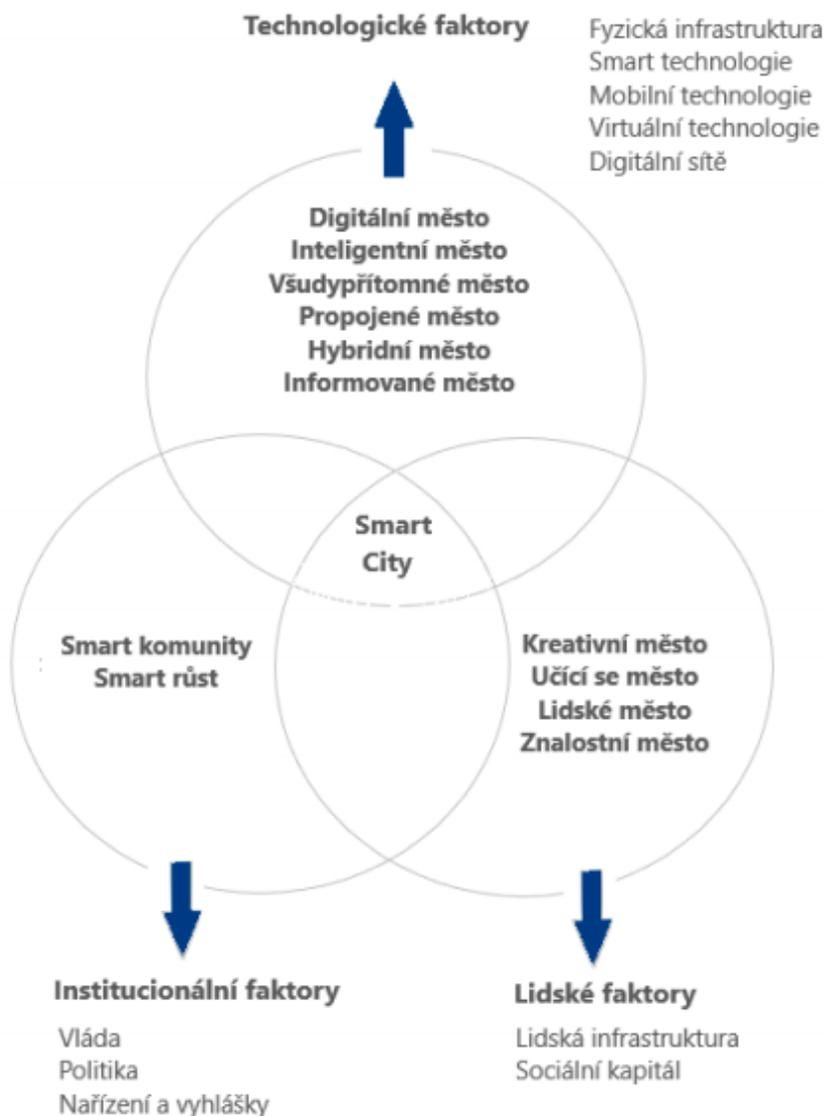 Technologické faktory
Fyzická infrastruktura
Smart technologie
Mobilní technologie
Virtuální technologie
Digitální sítě
Digitální město
Inteligentní město
Všudypřítomné město
Propojené město
Hybridní město
Informované město
Smart
City
Smart komunity
Smart růst
Kreativní město
Učící se město
Lidské město
Znalostní město
Institucionální faktory
Vláda
Politika
Nařízení a vyhlášky
Lidské faktory
Lidská infrastruktura
Sociální kapitál